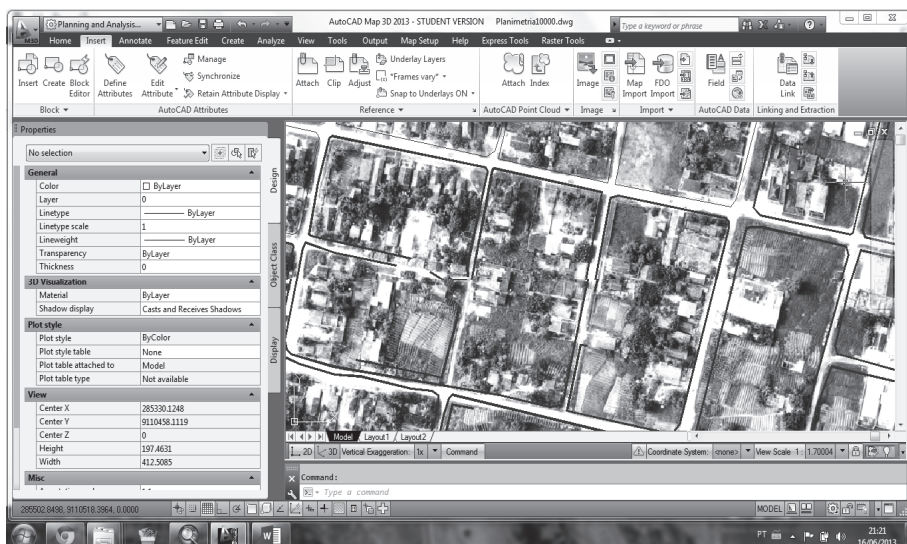 Planning and Analysis...
AutoCAD Map 3D 2013 - STUDENT VERSION Planimetria10000.dwg
Type a keyword or phrase
M3D Home Insert Annotate Feature Edit Create Analyze View Tools Output Map Setup Help Express Tools Raster Tools
Insert Create Block Editor
Define Attributes
Edit Attribute
Manage
Synchronize
Retain Attribute Display
Attach Clip Adjust
Underlay Layers
*Frames vary*
Snap to Underlays ON
Attach Index
Image
Map Import
FDO Import
Field
Data Link
Block
AutoCAD Attributes
Reference
AutoCAD Point Cloud
Image
Import
AutoCAD Data
Linking and Extraction
Properties
No selection
General
Color ByLayer
Layer 0
Linetype ByLayer
Linetype scale 1
Lineweight ByLayer
Transparency ByLayer
Thickness 0
3D Visualization
Material ByLayer
Shadow display Casts and Receives Shadows
Plot style
Plot style ByColor
Plot style table None
Plot table attached to Model
Plot table type Not available
View
Center X 285330.1248
Center Y 9110458.1119
Center Z 0
Height 197.4631
Width 412.5085
Misc
Design
Object Class
Display
Model Layout1 Layout2
2D 3D Vertical Exaggeration: 1x Command
Coordinate System: <none> View Scale 1: 1.70004
Command:
Type a command
285502.8498, 9110518.3964, 0.0000
MODEL
PT
21:21
16/06/2013